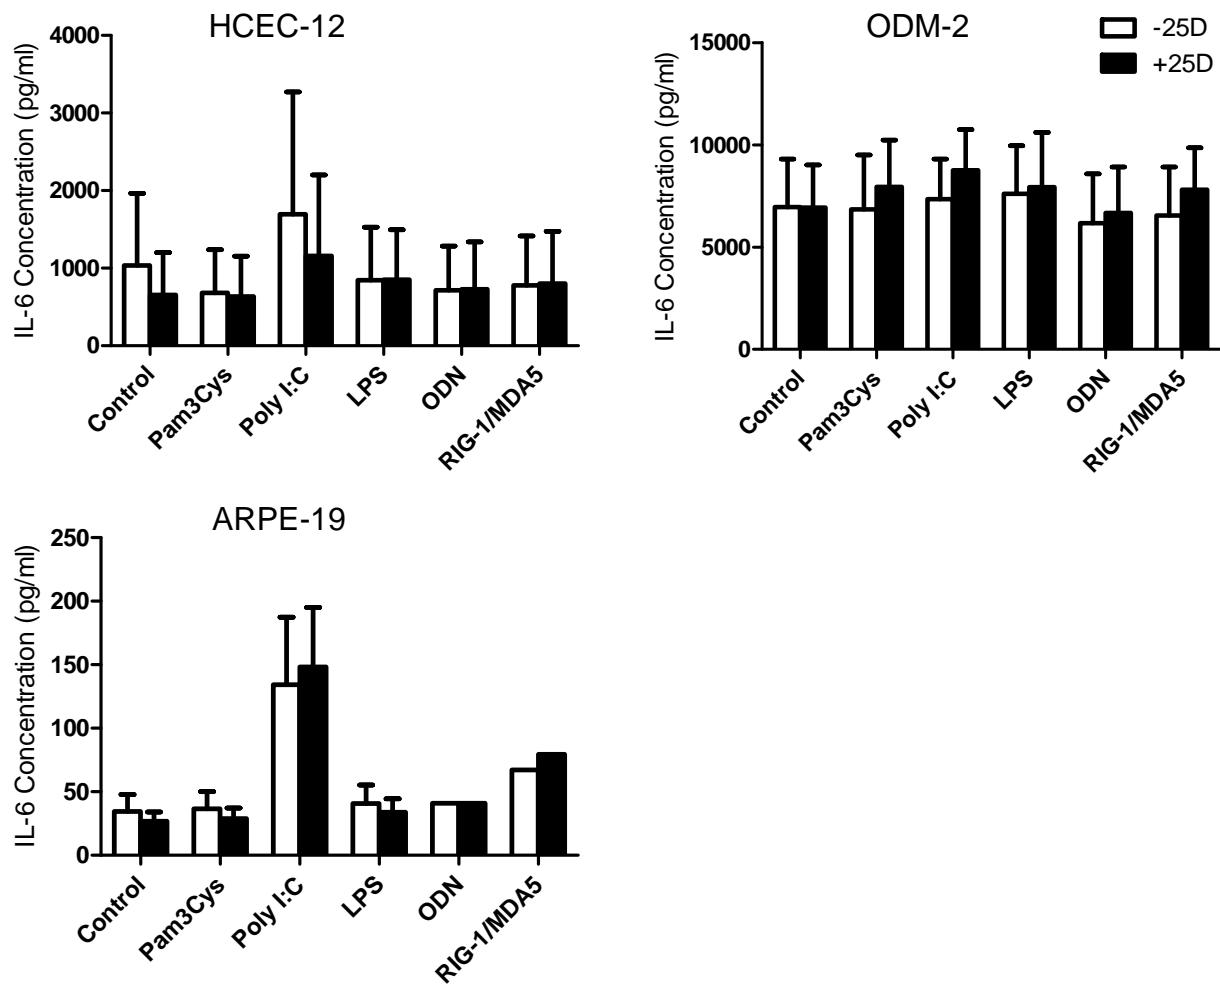 HCEC-12
IL-6 Concentration (pg/ml)
4000
3000
2000
1000
0
Control
Pam3Cys
Poly I:C
LPS
ODN
RIG-1/MDA5
ODM-2
-25D
+25D
IL-6 Concentration (pg/ml)
15000
10000
5000
0
Control
Pam3Cys
Poly I:C
LPS
ODN
RIG-1/MDA5
ARPE-19
IL-6 Concentration (pg/ml)
250
200
150
100
50
0
Control
Pam3Cys
Poly I:C
LPS
ODN
RIG-1/MDA5